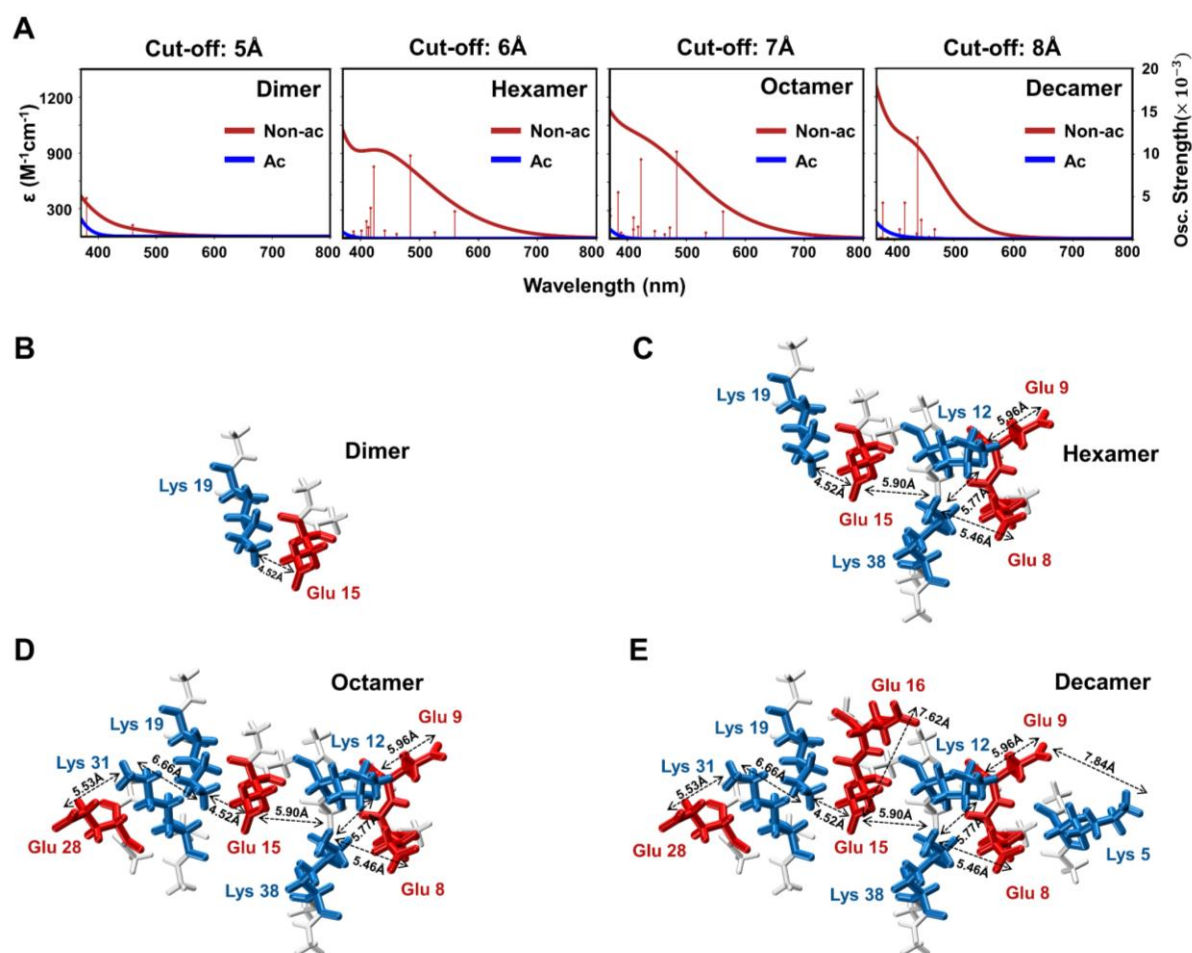 A
Cut-off: 5Å Cut-off: 6Å Cut-off: 7Å Cut-off: 8Å
Dimer Hexamer Octamer Decamer
Non-ac Non-ac Non-ac Non-ac
Ac Ac Ac Ac
ε (M⁻¹cm⁻¹)
1200
900
300
20
15
10
5
Osc. Strength(× 10⁻³)
400 500 600 700 800 400 500 600 700 800 400 500 600 700 800 400 500 600 700 800
Wavelength (nm)
B
Dimer
Lys 19
4.52Å
Glu 15
C
Glu 9
Lys 19
Lys 12
5.96Å
Hexamer
4.52Å
5.90Å
5.77Å
Glu 15
5.46Å
Lys 38
Glu 8
D
Octamer
Lys 19
Glu 9
Lys 12
5.96Å
Lys 31
6.66Å
5.53Å
4.52Å
5.90Å
5.77Å
Glu 28
Glu 15
5.46Å
Lys 38
Glu 8
E
Glu 16
Decamer
Lys 19
7.62Å
Glu 9
Lys 12
5.96Å
7.84Å
Lys 31
6.66Å
5.53Å
4.52Å
5.90Å
5.77Å
Glu 28
Glu 15
5.46Å
Lys 5
Lys 38
Glu 8